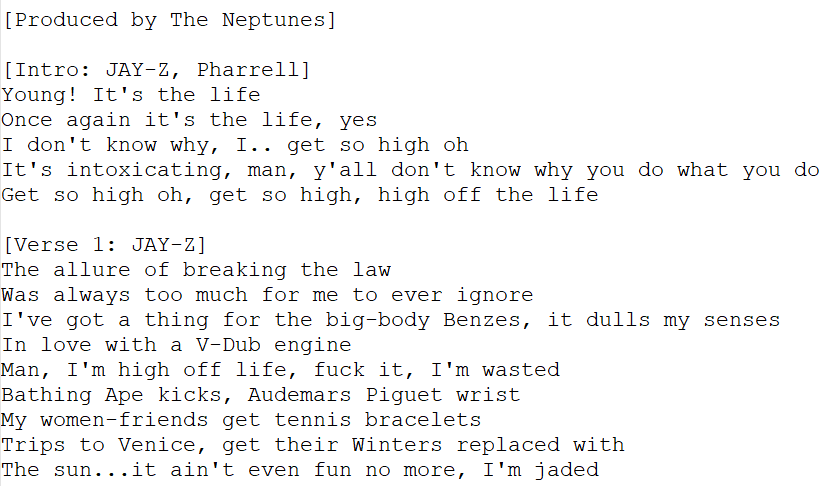 [Produced by The Neptunes]
[Intro: JAY-Z, Pharrell]
Young! It's the life
Once again it's the life, yes
I don't know why, I.. get so high oh
It's intoxicating, man, y'all don't know why you do what you do
Get so high oh, get so high, high off the life
[Verse 1: JAY-Z]
The allure of breaking the law
Was always too much for me to ever ignore
I've got a thing for the big-body Benzes, it dulls my senses
In love with a V-Dub engine
Man, I'm high off life, fuck it, I'm wasted
Bathing Ape kicks, Audemars Piguet wrist
My women-friends get tennis bracelets
Trips to Venice, get their Winters replaced with
The sun...it ain't even fun no more, I'm jaded